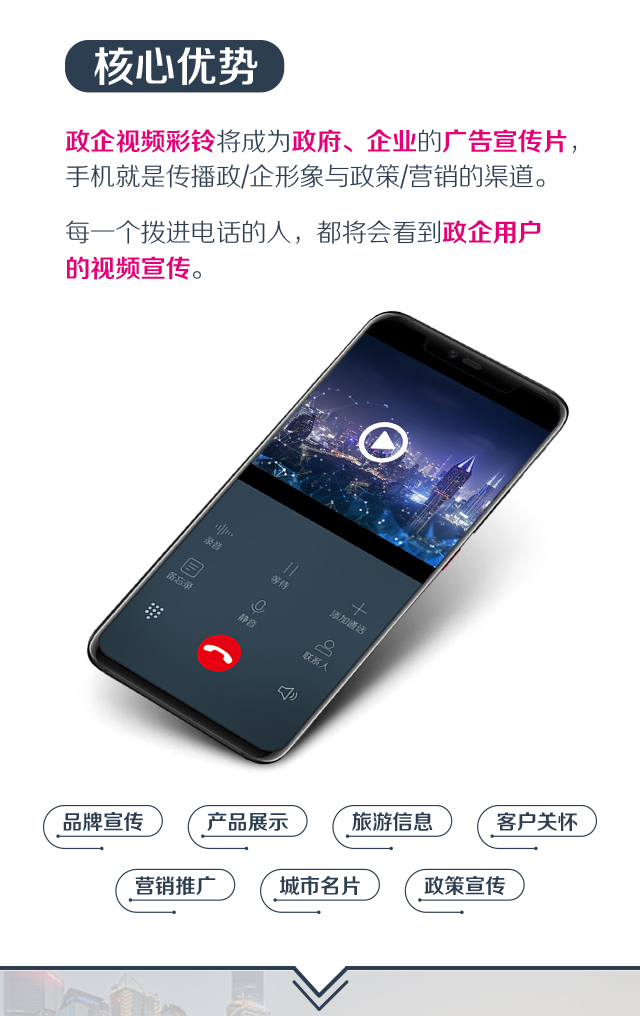 核心优势
政企视频彩铃将成为政府、企业的广告宣传片，
手机就是传播政/企形象与政策/营销的渠道。
每一个拨进电话的人，都将会看到政企用户
的视频宣传。
录音
等待
添加通话
备忘录
静音
联系人
品牌宣传
产品展示
旅游信息
客户关怀
营销推广
城市名片
政策宣传